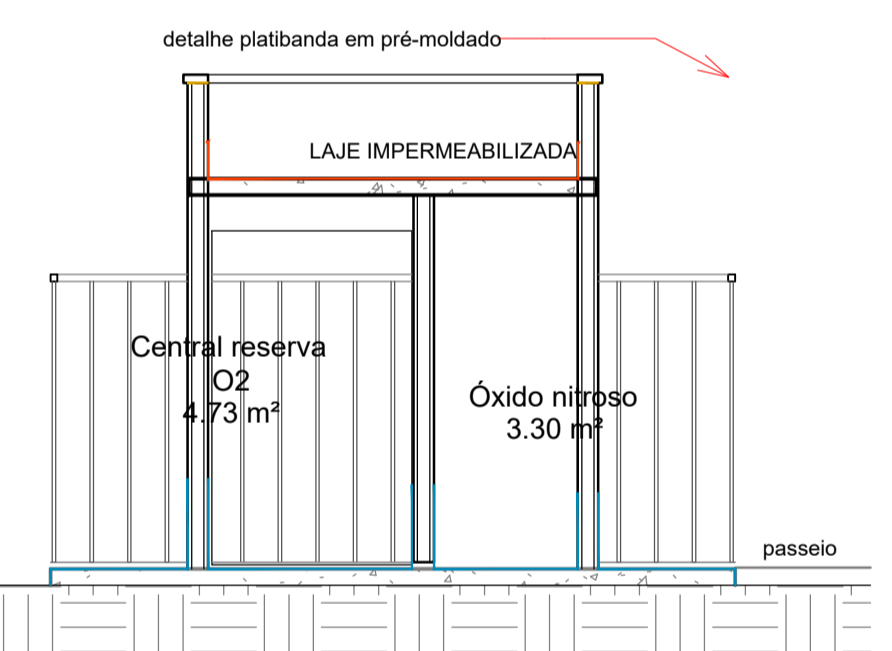 detalhe platibanda em pré-moldado
LAJE IMPERMEABILIZADA
Central reserva
O2
4.73 m²
Óxido nitroso
3.30 m²
passeio